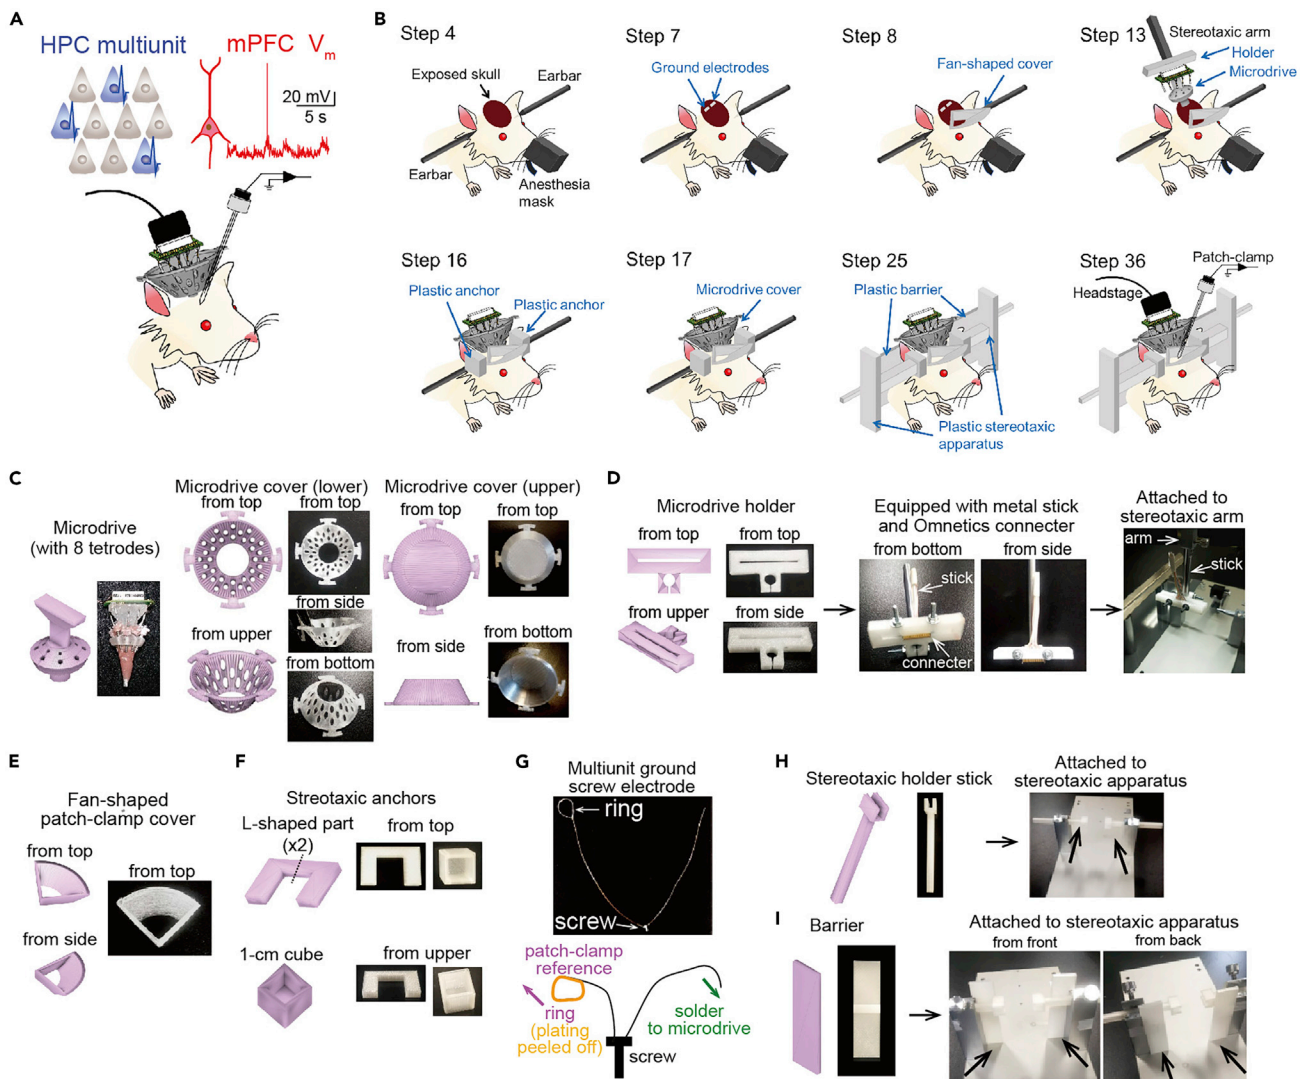 A
HPC multiunit
mPFC Vm
20 mV
5 s
B
Step 4
Exposed skull
Earbar
Earbar
Anesthesia
mask
Step 7
Ground electrodes
Step 8
Fan-shaped cover
Step 13
Stereotaxic arm
Holder
Microdrive
Step 16
Plastic anchor
Plastic anchor
Step 17
Microdrive cover
Step 25
Plastic barrier
Plastic stereotaxic
apparatus
Step 36
Patch-clamp
Headstage
C
Microdrive
(with 8 tetrodes)
Microdrive cover (lower)
from top
from top
from side
from upper
from bottom
Microdrive cover (upper)
from top
from side
from bottom
D
Microdrive holder
from top
from top
from upper
from side
Equipped with metal stick
and Omnetics connecter
from bottom
from side
stick
connecter
Attached to
stereotaxic arm
arm
stick
E
Fan-shaped
patch-clamp cover
from top
from top
from side
F
Streotaxic anchors
L-shaped part
(x2)
from top
1-cm cube
from upper
G
Multiunit ground
screw electrode
ring
screw
patch-clamp
reference
ring
(plating
peeled off)
solder
to microdrive
screw
H
Stereotaxic holder stick
Attached to
stereotaxic apparatus
I
Barrier
Attached to stereotaxic apparatus
from front
from back